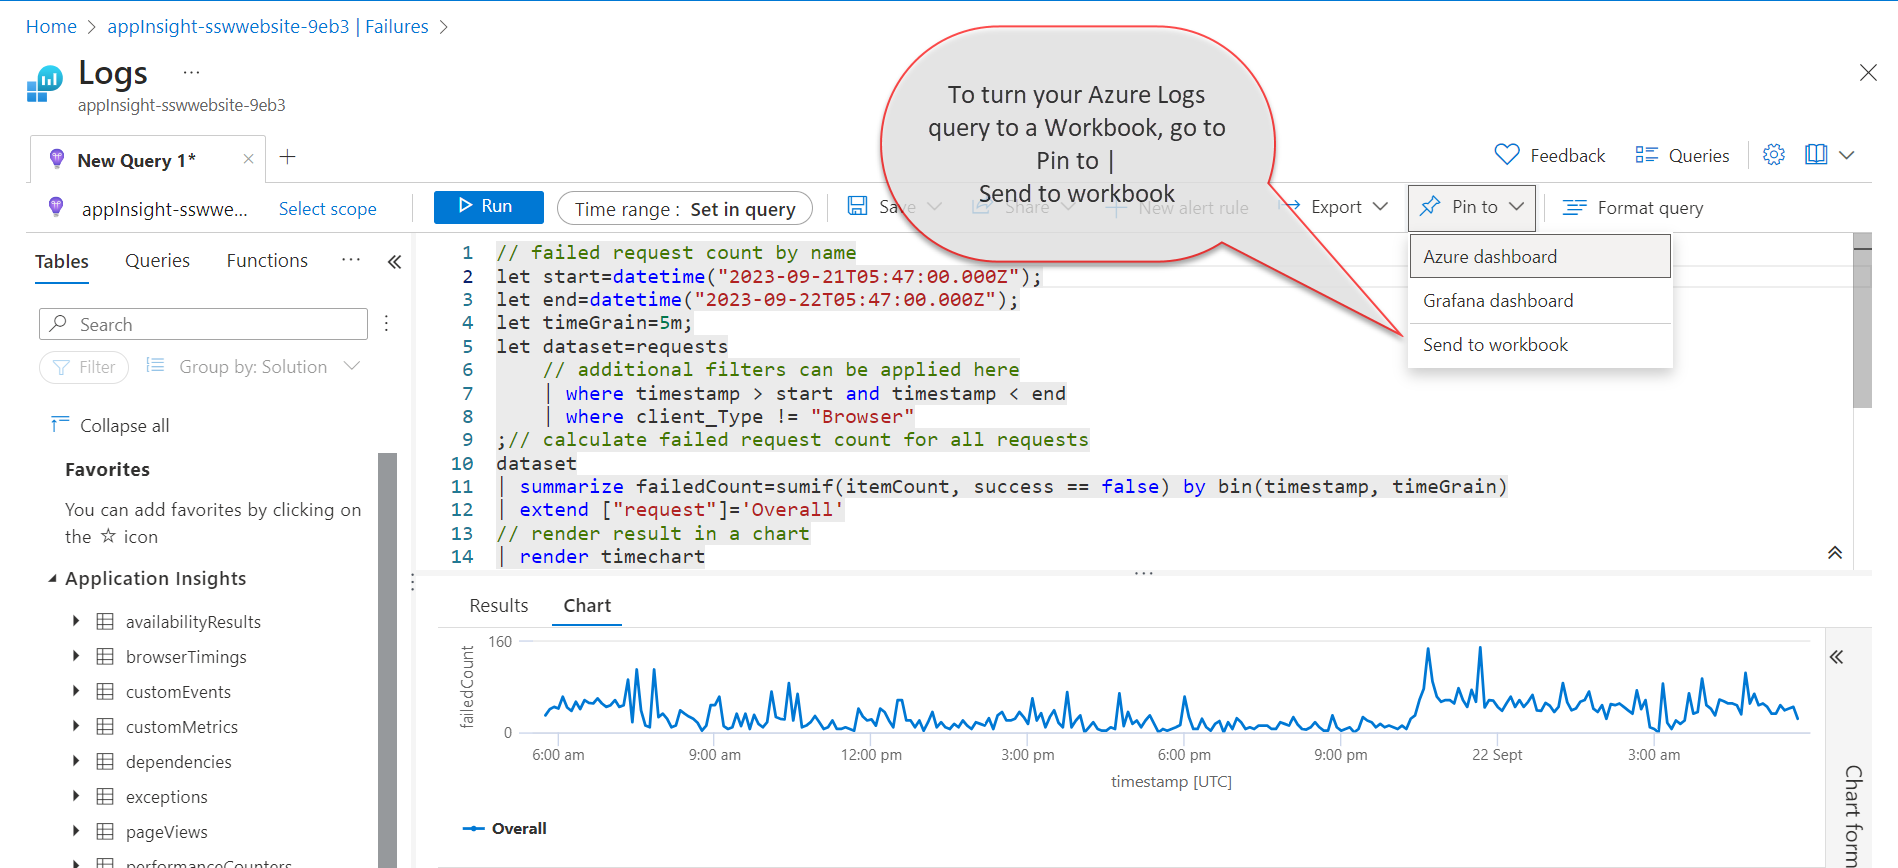 Home > appInsight-sswwebsite-9eb3 | Failures >
Logs ...
appInsight-sswwebsite-9eb3
To turn your Azure Logs
query to a Workbook, go to
Pin to |
Send to workbook
New Query 1*
Feedback
Queries
appInsight-sswwe...
Select scope
Run
Time range : Set in query
Save
Share
New alert rule
Export
Pin to
Format query
Azure dashboard
Grafana dashboard
Send to workbook
Tables Queries Functions ...
Search
Filter
Group by: Solution
Collapse all
Favorites
You can add favorites by clicking on
the ☆ icon
Application Insights
availabilityResults
browserTimings
customEvents
customMetrics
dependencies
exceptions
pageViews
performanceCounters
1 // failed request count by name
2 let start=datetime("2023-09-21T05:47:00.000Z");
3 let end=datetime("2023-09-22T05:47:00.000Z");
4 let timeGrain=5m;
5 let dataset=requests
6 // additional filters can be applied here
7 | where timestamp > start and timestamp < end
8 | where client_Type != "Browser"
9 ;// calculate failed request count for all requests
10 dataset
11 | summarize failedCount=sumif(itemCount, success == false) by bin(timestamp, timeGrain)
12 | extend ["request"]='Overall'
13 // render result in a chart
14 | render timechart
Results Chart
160
failedCount
0
6:00 am 9:00 am 12:00 pm 3:00 pm 6:00 pm 9:00 pm 22 Sept 3:00 am
timestamp [UTC]
Overall
Chart form